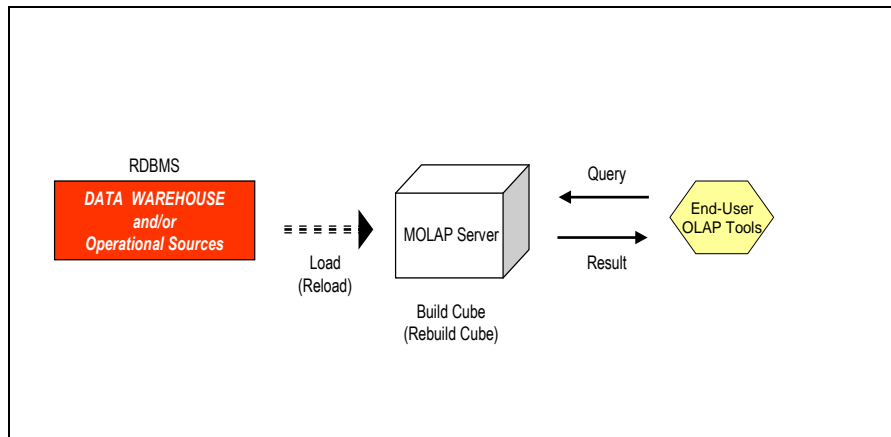 RDBMS
DATA WAREHOUSE
and/or
Operational Sources
Load
(Reload)
MOLAP Server
Build Cube
(Rebuild Cube)
Query
Result
End-User
OLAP Tools